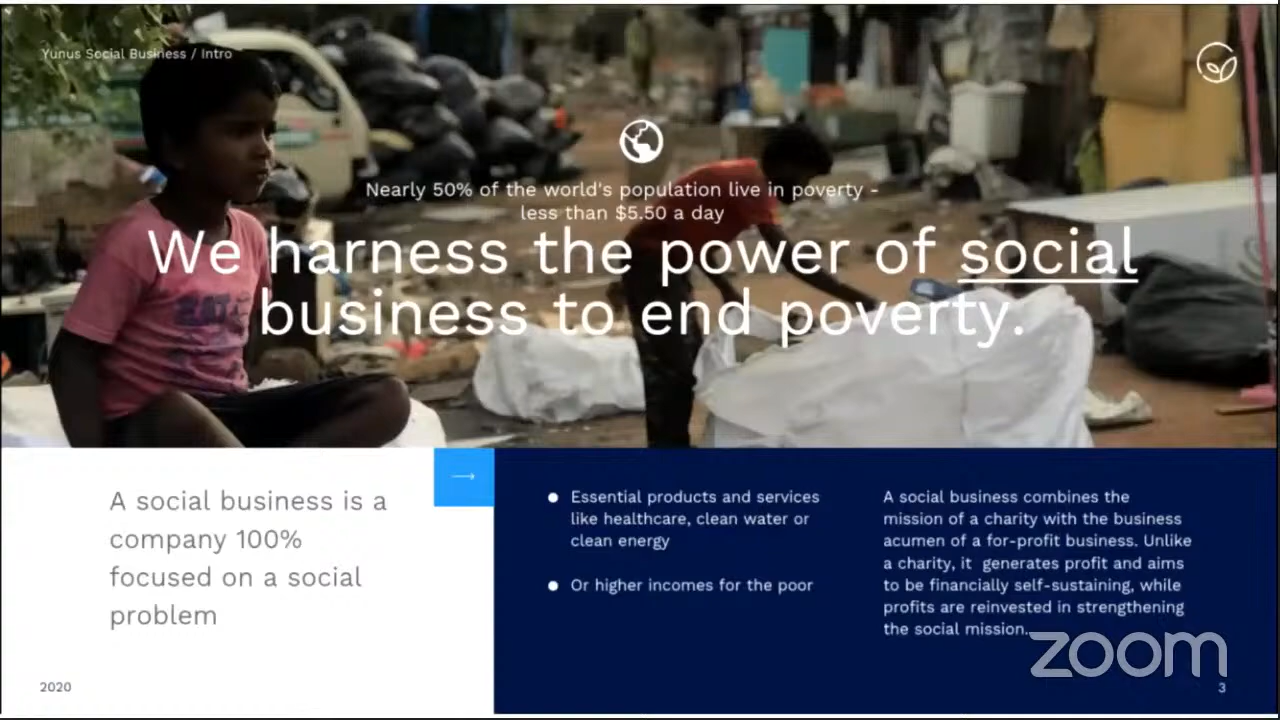 Yunus Social Business / Intro
Nearly 50% of the world's population live in poverty -
less than $5.50 a day
We harness the power of social
business to end poverty.
A social business is a
company 100%
focused on a social
problem
→
Essential products and services
like healthcare, clean water or
clean energy
Or higher incomes for the poor
A social business combines the
mission of a charity with the business
acumen of a for-profit business. Unlike
a charity, it generates profit and aims
to be financially self-sustaining, while
profits are reinvested in strengthening
the social mission.
zoom
2020
3